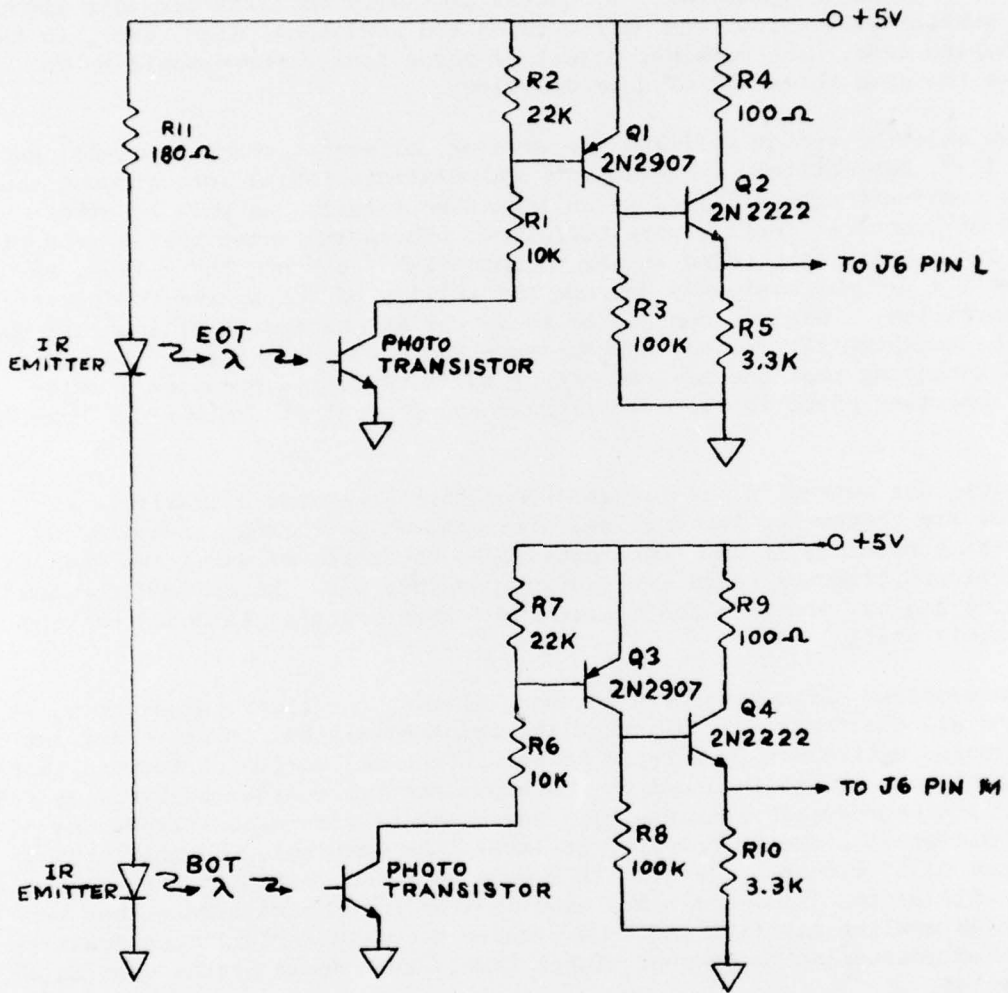 +5V
R2
22K
R4
100Ω
R11
180Ω
Q1
2N2907
Q2
2N2222
R1
10K
TO J6 PIN L
R3
100K
R5
3.3K
IR
EMITTER
EOT
λ
PHOTO
TRANSISTOR
+5V
R7
22K
R9
100Ω
Q3
2N2907
Q4
2N2222
R6
10K
TO J6 PIN M
R8
100K
R10
3.3K
IR
EMITTER
BOT
λ
PHOTO
TRANSISTOR